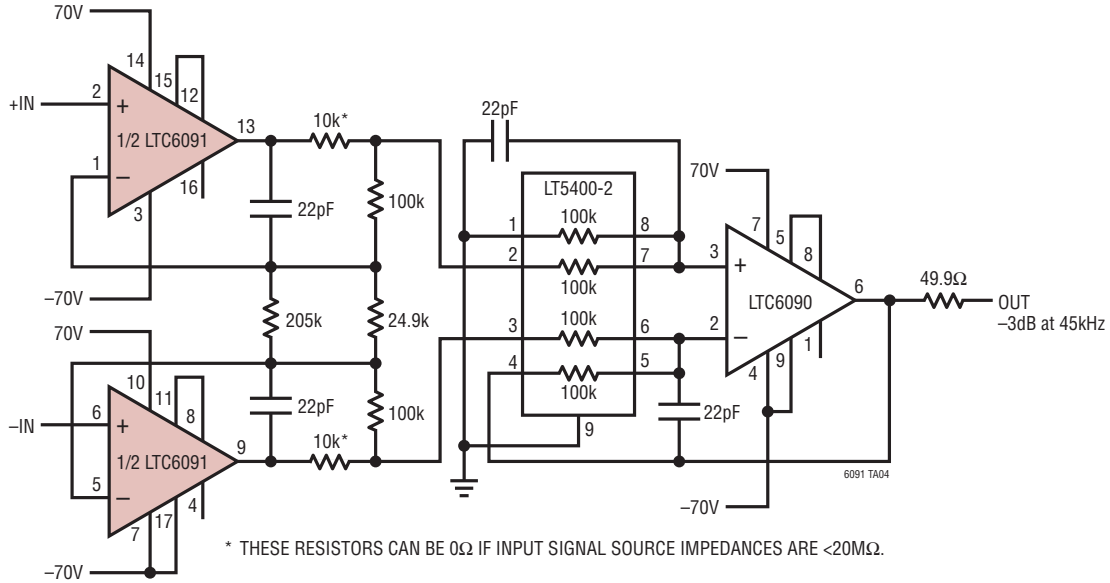 70V
14
15
12
+IN
2
+
1/2 LTC6091
13
1
–
16
3
–70V
10k*
22pF
100k
205k
24.9k
70V
10
11
8
–IN
6
+
1/2 LTC6091
9
5
–
4
7
17
–70V
22pF
10k*
100k
22pF
LT5400-2
1
100k
8
2
100k
7
3
100k
6
4
100k
5
9
22pF
70V
7
5
8
3
+
LTC6090
6
2
–
1
4
9
–70V
49.9Ω
OUT
–3dB at 45kHz
6091 TA04
* THESE RESISTORS CAN BE 0Ω IF INPUT SIGNAL SOURCE IMPEDANCES ARE <20MΩ.